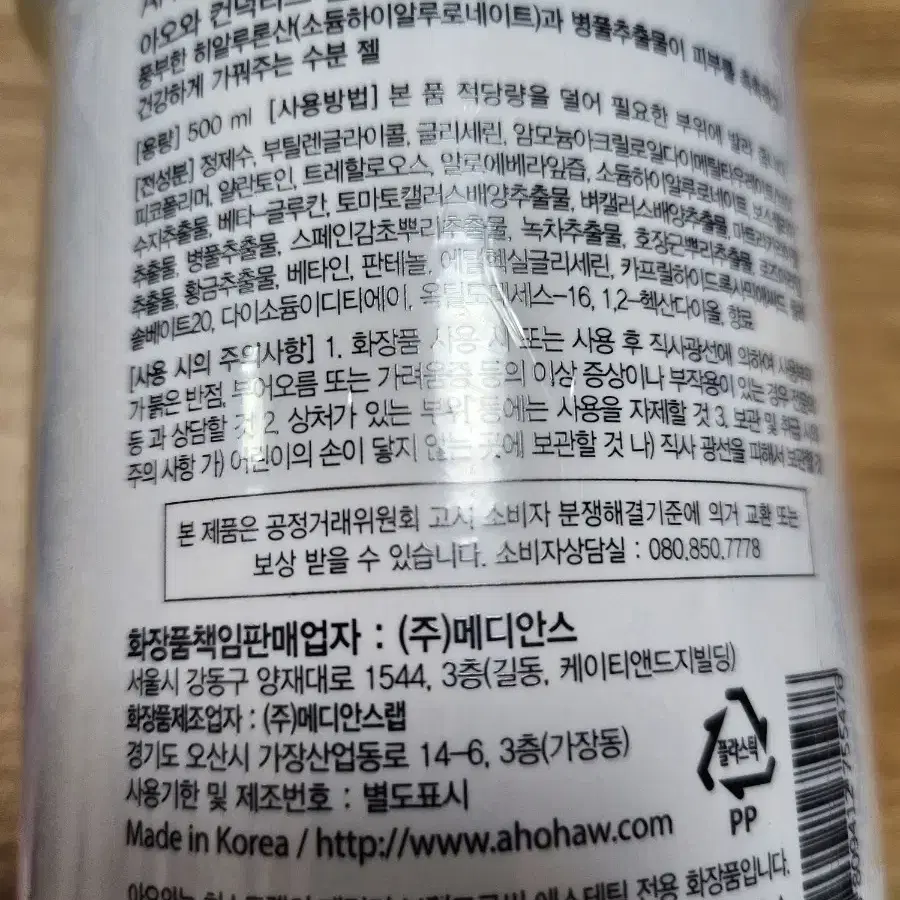 아오와 컨덕터
풍부한 히알루론산(소듐하이알루로네이트)과 병풀추출물이 피부를 촉촉하고
건강하게 가꿔주는 수분 젤
[용량] 500 ml [사용방법] 본 품 적당량을 덜어 필요한 부위에 발라
[전성분] 정제수, 부틸렌글라이콜, 글리세린, 암모늄아크릴로일다이메틸타우레이트/
피코폴리머, 알란토인, 트레할로오스, 알로에베라잎즙, 소듐하이알루로네이트,
수지추출물, 베타-글루칸, 토마토캘러스배양추출물, 벼캘러스배양추출물,
추출물, 병풀추출물, 스페인감초뿌리추출물, 녹차추출물, 호장근뿌리추출물,
추출물, 황금추출물, 베타인, 판테놀, 에틸헥실글리세린, 카프릴하이드록사믹애씨드,
솔베이트20, 다이소듐이디티에이, 옥틸도데세스-16, 1,2-헥산다이올, 향료
[사용 시의 주의사항] 1. 화장품 사용 시 또는 사용 후 직사광선에 의하여 사용부위
가 붉은 반점, 부어오름 또는 가려움증 등의 이상 증상이나 부작용이 있는 경우 전문의
등과 상담할 것 2. 상처가 있는 부위 등에는 사용을 자제할 것 3. 보관 및 취급 시의
주의 사항 가) 어린이의 손이 닿지 않는 곳에 보관할 것 나) 직사 광선을 피해서 보관할 것
본 제품은 공정거래위원회 고시 소비자 분쟁해결기준에 의거 교환 또는
보상 받을 수 있습니다. 소비자상담실 : 080.850.7778
화장품책임판매업자 : (주)메디안스
서울시 강동구 양재대로 1544, 3층(길동, 케이티앤드지빌딩)
화장품제조업자 : (주)메디안스랩
경기도 오산시 가장산업동로 14-6, 3층(가장동)
사용기한 및 제조번호 : 별도표시
Made in Korea / http://www.ahohaw.com
플라스틱
PP
전용 화장품입니다.